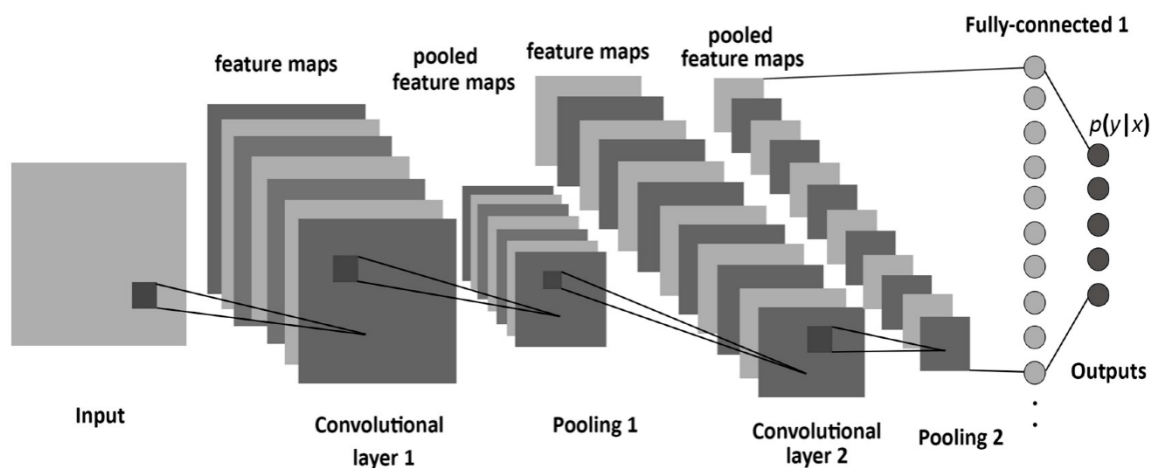 feature maps
pooled
feature maps
feature maps
pooled
feature maps
Fully-connected 1
p(y|x)
Outputs
Input
Convolutional
layer 1
Pooling 1
Convolutional
layer 2
Pooling 2